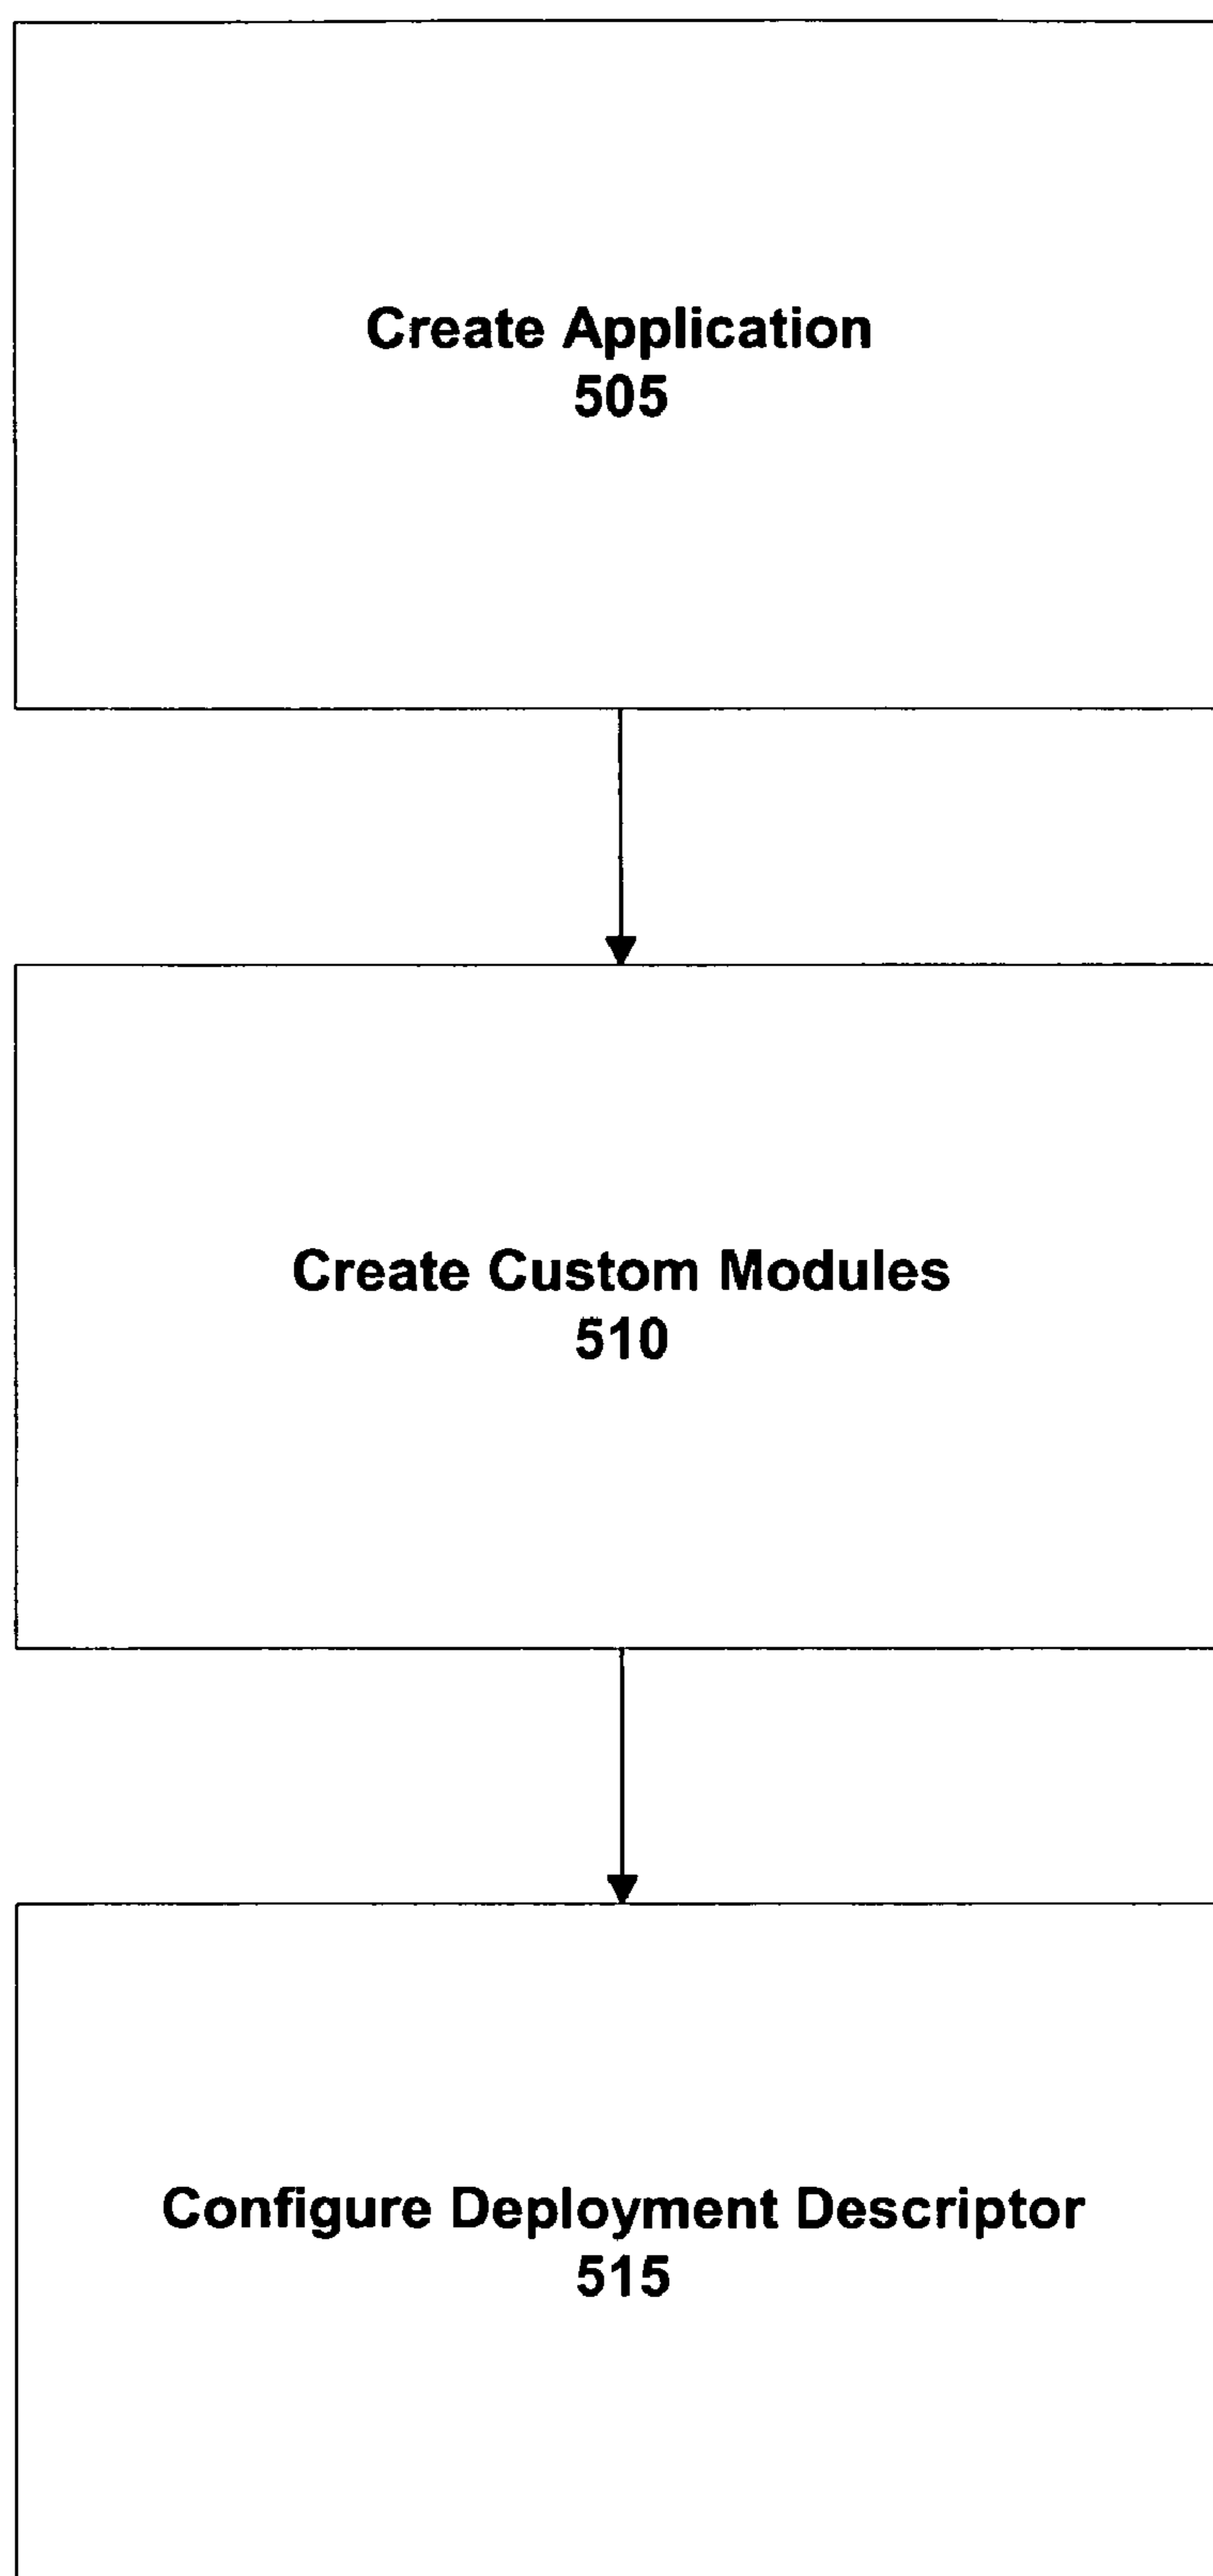 Create Application
505
Create Custom Modules
510
Configure Deployment Descriptor
515